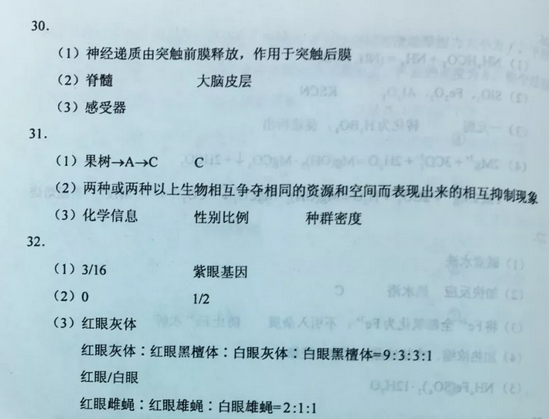 30.
（1）神经递质由突触前膜释放，作用于突触后膜
（2）脊髓 大脑皮层
（3）感受器
31.
（1）果树→A→C C
（2）两种或两种以上生物相互争夺相同的资源和空间而表现出来的相互抑制现象
（3）化学信息 性别比例 种群密度
32.
（1）3/16 紫眼基因
（2）0 1/2
（3）红眼灰体
红眼灰体：红眼黑檀体：白眼灰体：白眼黑檀体=9:3:3:1
红眼/白眼
红眼雌蝇：红眼雄蝇：白眼雄蝇=2:1:1